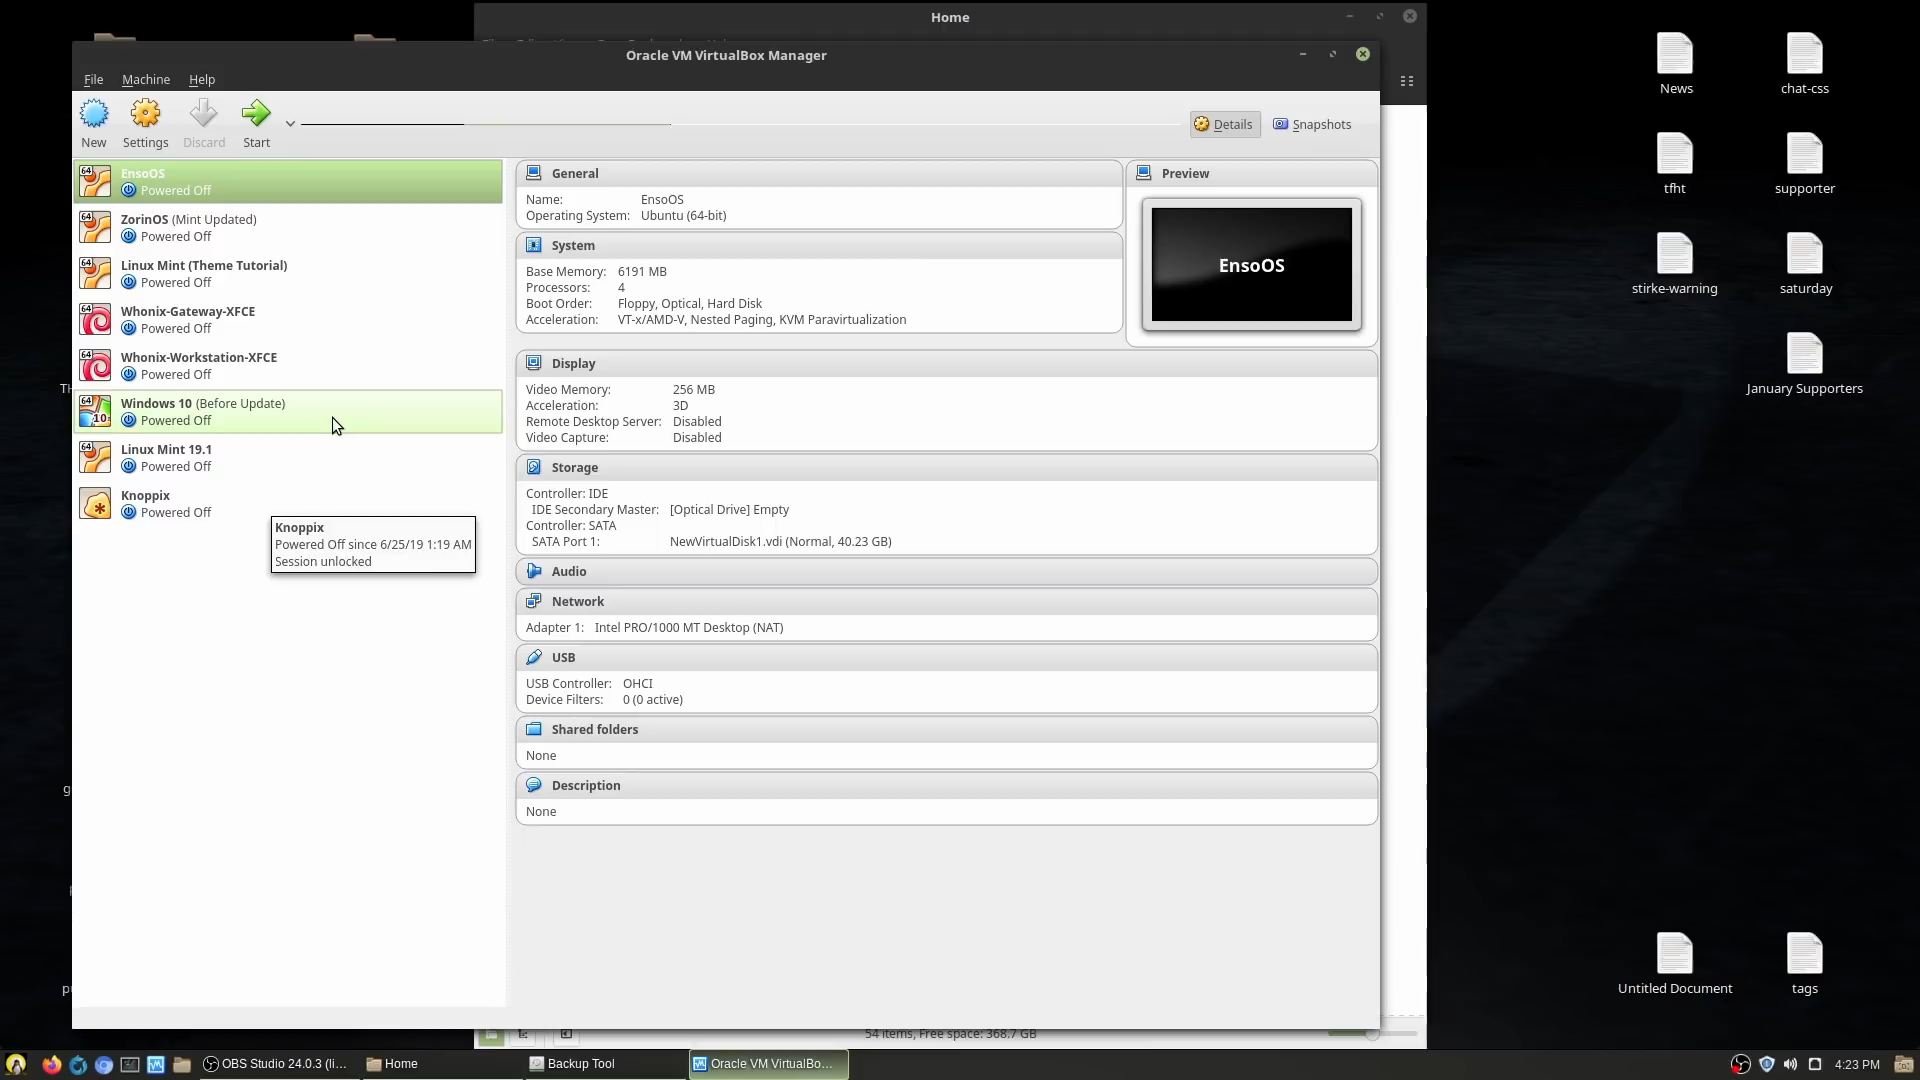 Home
Oracle VM VirtualBox Manager
File Machine Help
New
Settings
Discard
Start
Details
Snapshots
EnsoOS
Powered Off
ZorinOS (Mint Updated)
Powered Off
Linux Mint (Theme Tutorial)
Powered Off
Whonix-Gateway-XFCE
Powered Off
Whonix-Workstation-XFCE
Powered Off
Windows 10 (Before Update)
Powered Off
Linux Mint 19.1
Powered Off
Knoppix
Powered Off
Knoppix
Powered Off since 6/25/19 1:19 AM
Session unlocked
General
Name: EnsoOS
Operating System: Ubuntu (64-bit)
System
Base Memory: 6191 MB
Processors: 4
Boot Order: Floppy, Optical, Hard Disk
Acceleration: VT-x/AMD-V, Nested Paging, KVM Paravirtualization
Preview
EnsoOS
Display
Video Memory: 256 MB
Acceleration: 3D
Remote Desktop Server: Disabled
Video Capture: Disabled
Storage
Controller: IDE
IDE Secondary Master: [Optical Drive] Empty
Controller: SATA
SATA Port 1: NewVirtualDisk1.vdi (Normal, 40.23 GB)
Audio
Network
Adapter 1: Intel PRO/1000 MT Desktop (NAT)
USB
USB Controller: OHCI
Device Filters: 0 (0 active)
Shared folders
None
Description
None
54 items, Free space: 368.7 GB
News
chat-css
tfht
supporter
stirke-warning
saturday
January Supporters
Untitled Document
tags
OBS Studio 24.0.3 (li...
Home
Backup Tool
Oracle VM VirtualBo...
4:23 PM